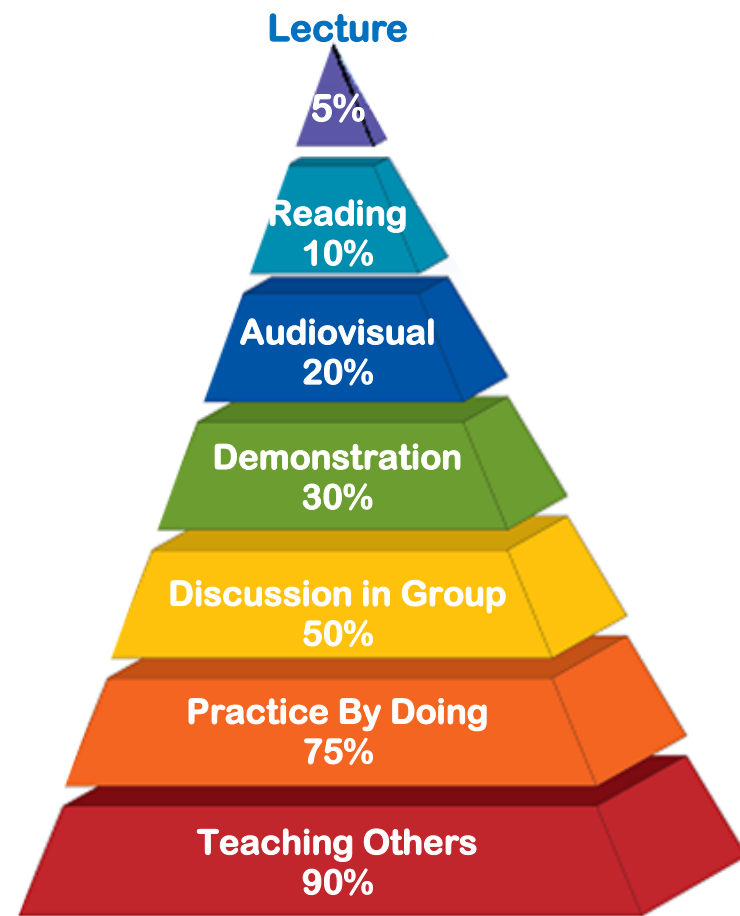 Lecture
5%
Reading
10%
Audiovisual
20%
Demonstration
30%
Discussion in Group
50%
Practice By Doing
75%
Teaching Others
90%